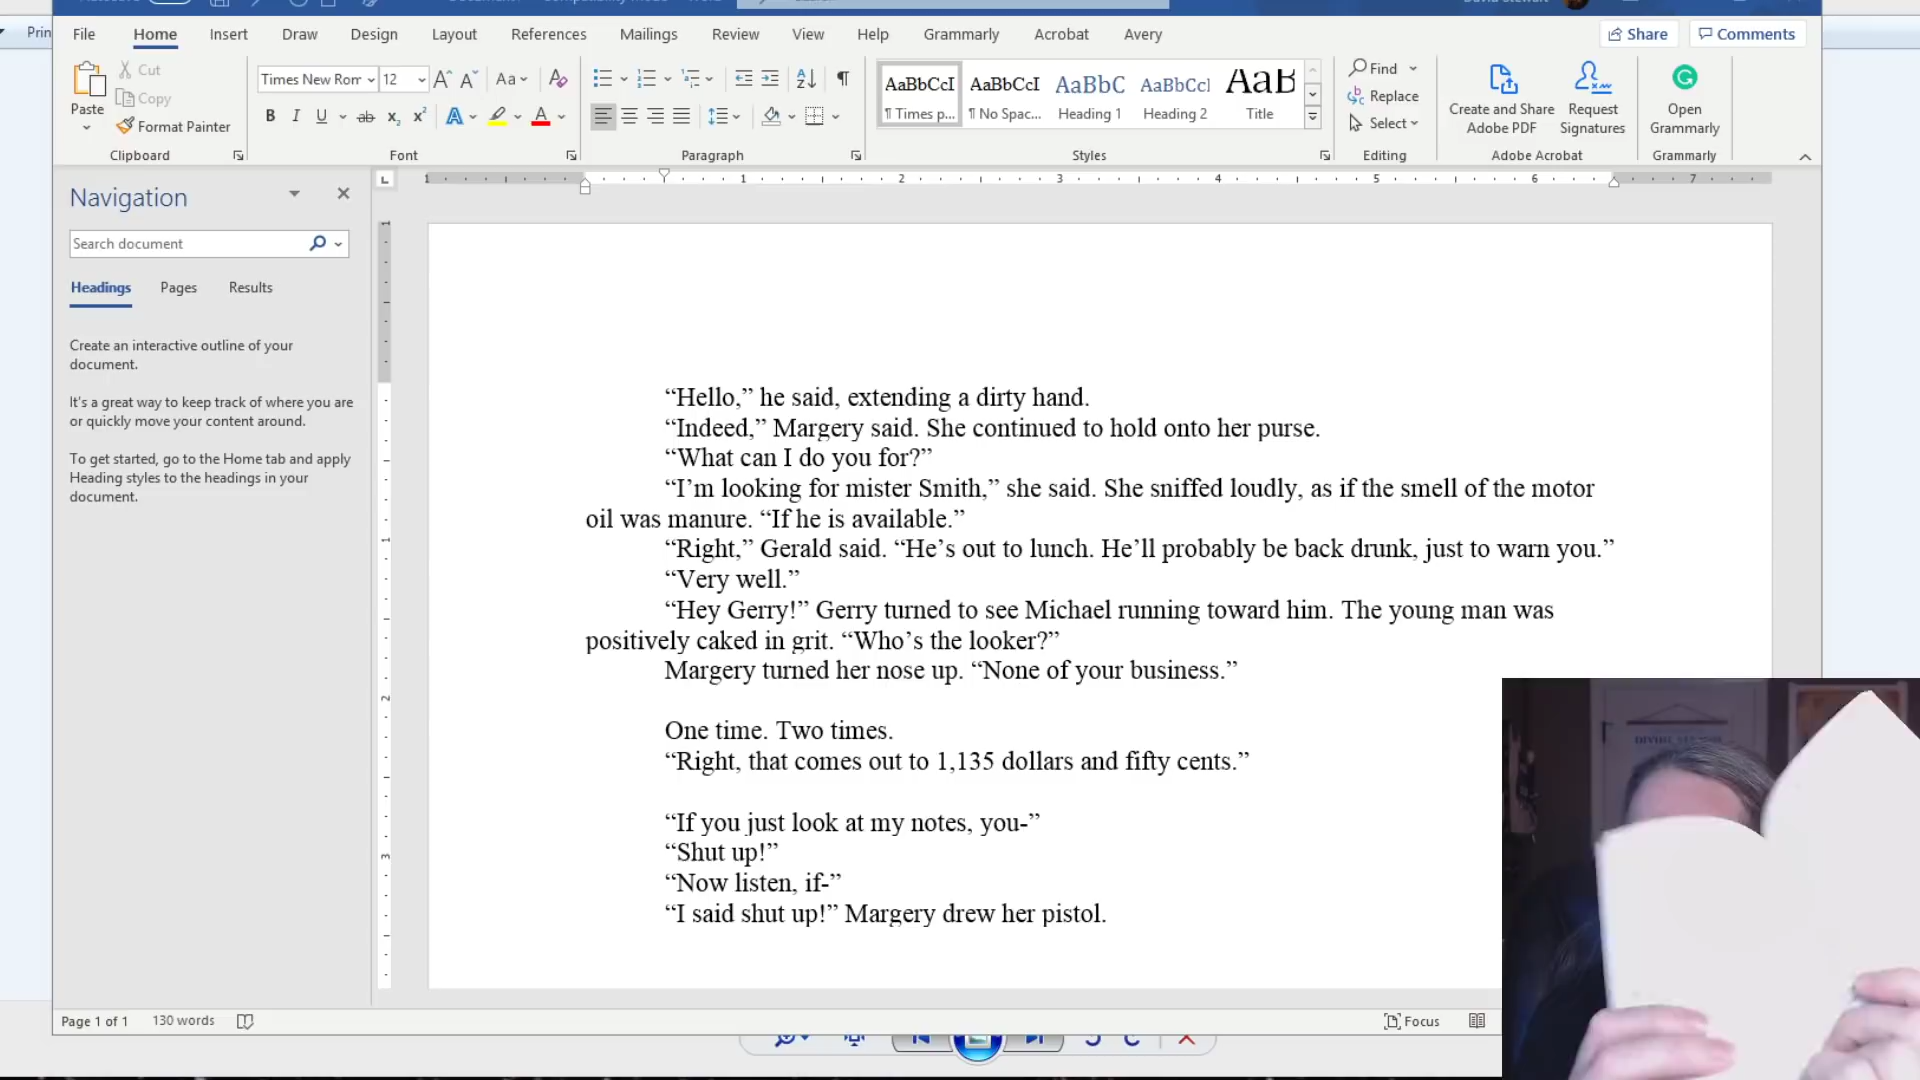 Prin
File Home Insert Draw Design Layout References Mailings Review View Help Grammarly Acrobat Avery Share Comments
Paste
Cut
Copy
Format Painter
Clipboard
Times New Ror 12
Font
Paragraph
AaBbCcI AaBbCcI AaBbC AaBbCcI AaB
¶ Times p... ¶ No Spac... Heading 1 Heading 2 Title
Styles
Find
Replace
Select
Editing
Create and Share
Adobe PDF
Request
Signatures
Adobe Acrobat
Open
Grammarly
Grammarly
1 1 2 3 4 5 6 7
Navigation
Search document
Headings Pages Results
Create an interactive outline of your
document.
It's a great way to keep track of where you are
or quickly move your content around.
To get started, go to the Home tab and apply
Heading styles to the headings in your
document.
“Hello,” he said, extending a dirty hand.
“Indeed,” Margery said. She continued to hold onto her purse.
“What can I do you for?”
“I’m looking for mister Smith,” she said. She sniffed loudly, as if the smell of the motor
oil was manure. “If he is available.”
“Right,” Gerald said. “He’s out to lunch. He’ll probably be back drunk, just to warn you.”
“Very well.”
“Hey Gerry!” Gerry turned to see Michael running toward him. The young man was
positively caked in grit. “Who’s the looker?”
Margery turned her nose up. “None of your business.”
One time. Two times.
“Right, that comes out to 1,135 dollars and fifty cents.”
“If you just look at my notes, you-”
“Shut up!”
“Now listen, if-”
“I said shut up!” Margery drew her pistol.
Page 1 of 1 130 words
Focus